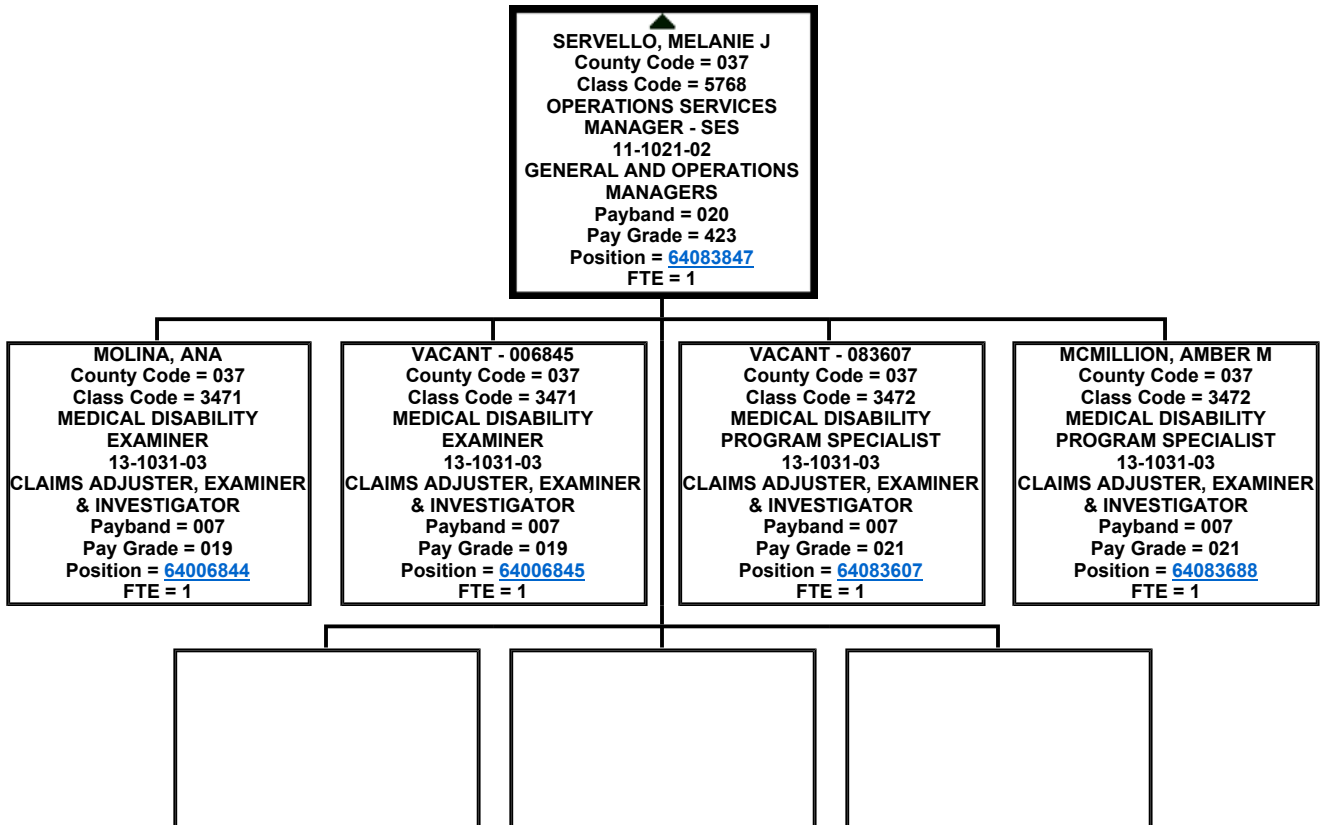 SERVELLO, MELANIE J
County Code = 037
Class Code = 5768
OPERATIONS SERVICES
MANAGER - SES
11-1021-02
GENERAL AND OPERATIONS
MANAGERS
Payband = 020
Pay Grade = 423
Position = 64083847
FTE = 1
MOLINA, ANA
County Code = 037
Class Code = 3471
MEDICAL DISABILITY
EXAMINER
13-1031-03
CLAIMS ADJUSTER, EXAMINER
& INVESTIGATOR
Payband = 007
Pay Grade = 019
Position = 64006844
FTE = 1
VACANT - 006845
County Code = 037
Class Code = 3471
MEDICAL DISABILITY
EXAMINER
13-1031-03
CLAIMS ADJUSTER, EXAMINER
& INVESTIGATOR
Payband = 007
Pay Grade = 019
Position = 64006845
FTE = 1
VACANT - 083607
County Code = 037
Class Code = 3472
MEDICAL DISABILITY
PROGRAM SPECIALIST
13-1031-03
CLAIMS ADJUSTER, EXAMINER
& INVESTIGATOR
Payband = 007
Pay Grade = 021
Position = 64083607
FTE = 1
MCMILLION, AMBER M
County Code = 037
Class Code = 3472
MEDICAL DISABILITY
PROGRAM SPECIALIST
13-1031-03
CLAIMS ADJUSTER, EXAMINER
& INVESTIGATOR
Payband = 007
Pay Grade = 021
Position = 64083688
FTE = 1